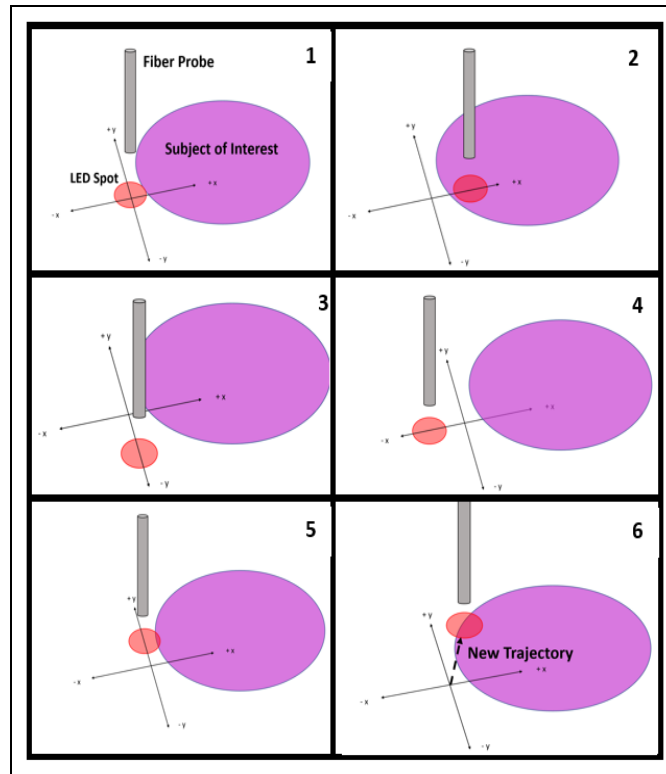 1
Fiber Probe
+ y
Subject of Interest
LED Spot
+ x
- x
- y
2
+ y
+ x
- x
- y
3
+ y
+ x
- x
- y
4
+ y
+ x
- x
- y
5
+ y
+ x
- x
- y
6
+ y
New Trajectory
+ x
- x
- y